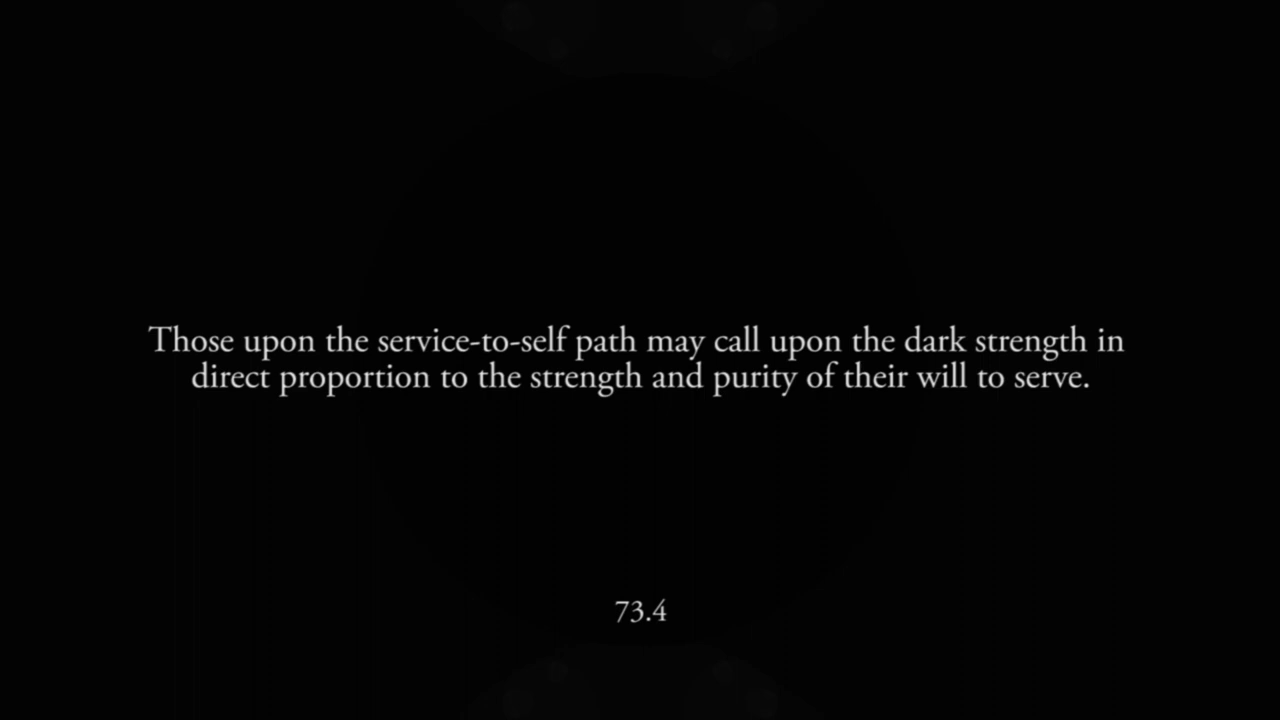 Those upon the service-to-self path may call upon the dark strength in
direct proportion to the strength and purity of their will to serve.
73.4